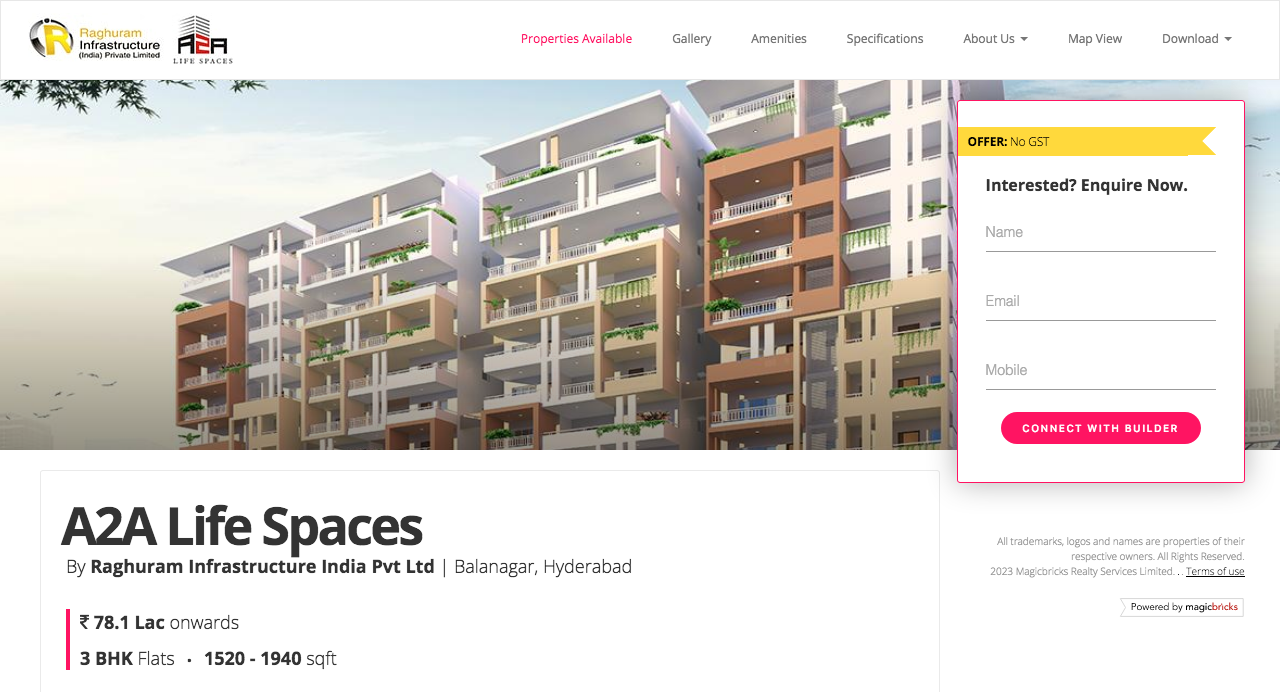 Raghuram
Infrastructure
(India) Private Limited
A2A
LIFE SPACES
Properties Available
Gallery
Amenities
Specifications
About Us
Map View
Download
OFFER: No GST
Interested? Enquire Now.
Name
Email
Mobile
CONNECT WITH BUILDER
A2A Life Spaces
By Raghuram Infrastructure India Pvt Ltd | Balanagar, Hyderabad
₹ 78.1 Lac onwards
3 BHK Flats • 1520 - 1940 sqft
All trademarks, logos and names are properties of their
respective owners. All Rights Reserved.
2023 Magicbricks Realty Services Limited. . . Terms of use
Powered by magicbricks